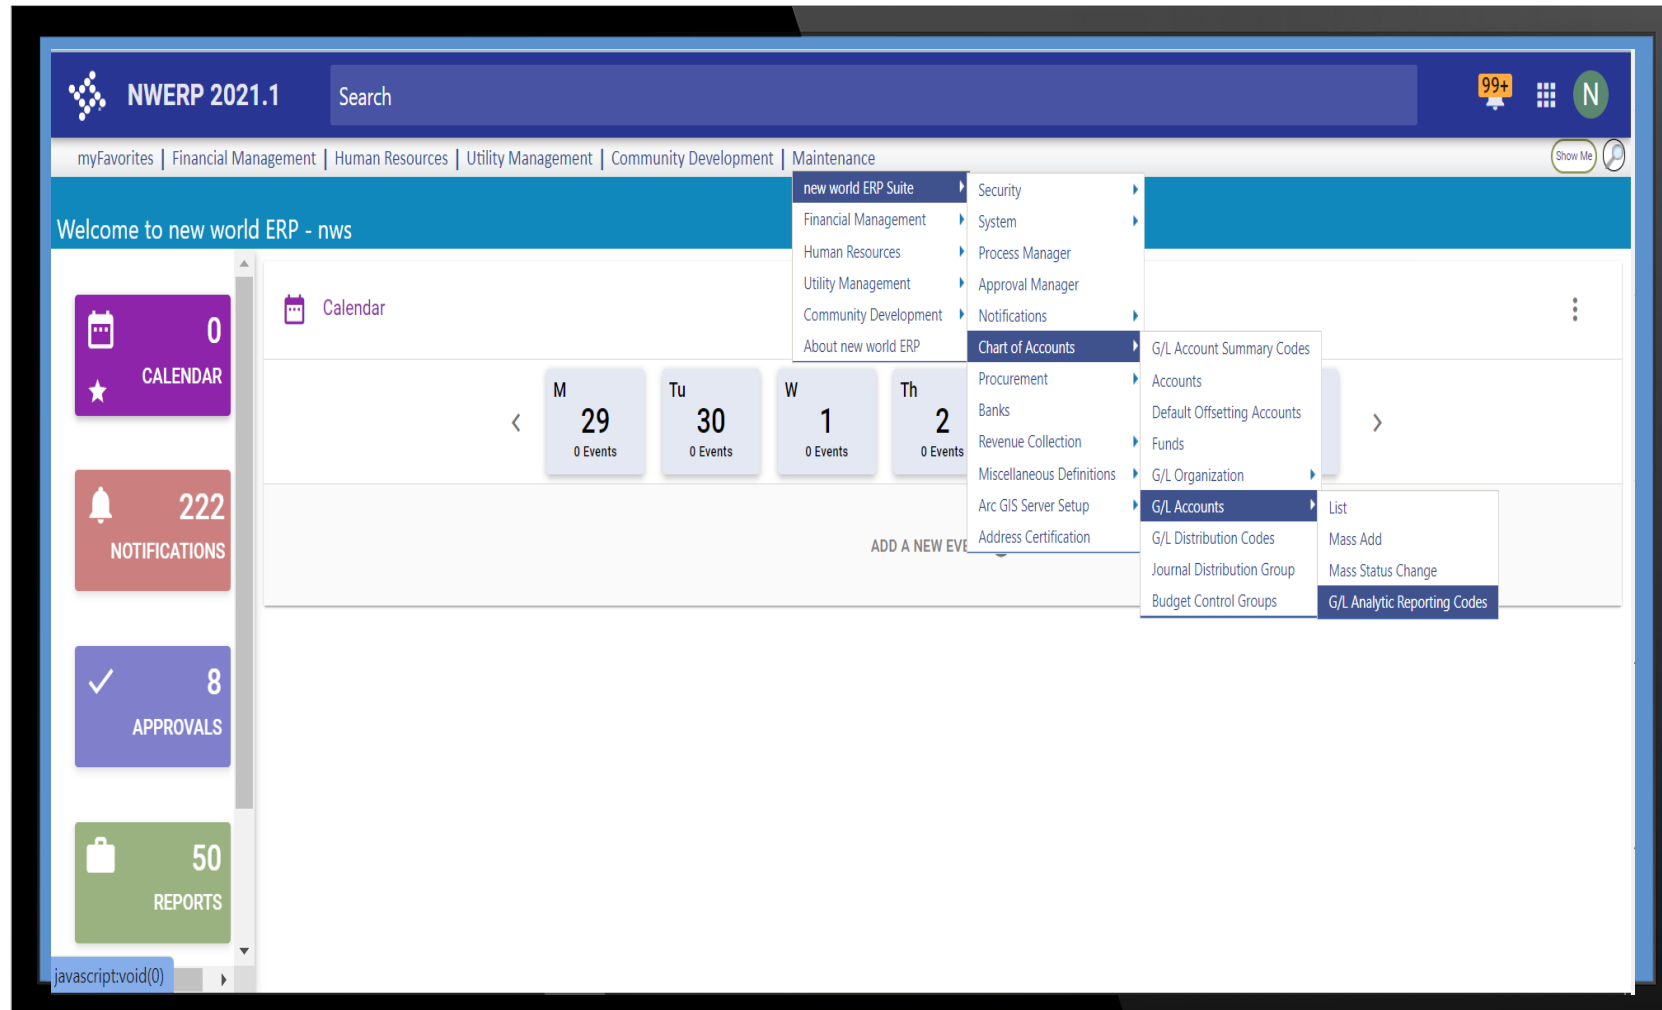 NWERP 2021.1
Search
99+
N
myFavorites | Financial Management | Human Resources | Utility Management | Community Development | Maintenance
Show Me
Welcome to new world ERP - nws
new world ERP Suite
Financial Management
Human Resources
Utility Management
Community Development
About new world ERP
Security
System
Process Manager
Approval Manager
Notifications
Chart of Accounts
Procurement
Banks
Revenue Collection
Miscellaneous Definitions
Arc GIS Server Setup
Address Certification
G/L Account Summary Codes
Accounts
Default Offsetting Accounts
Funds
G/L Organization
G/L Accounts
G/L Distribution Codes
Journal Distribution Group
Budget Control Groups
List
Mass Add
Mass Status Change
G/L Analytic Reporting Codes
0
CALENDAR
222
NOTIFICATIONS
8
APPROVALS
50
REPORTS
Calendar
M
29
0 Events
Tu
30
0 Events
W
1
0 Events
Th
2
0 Events
ADD A NEW EVE
javascript:void(0)